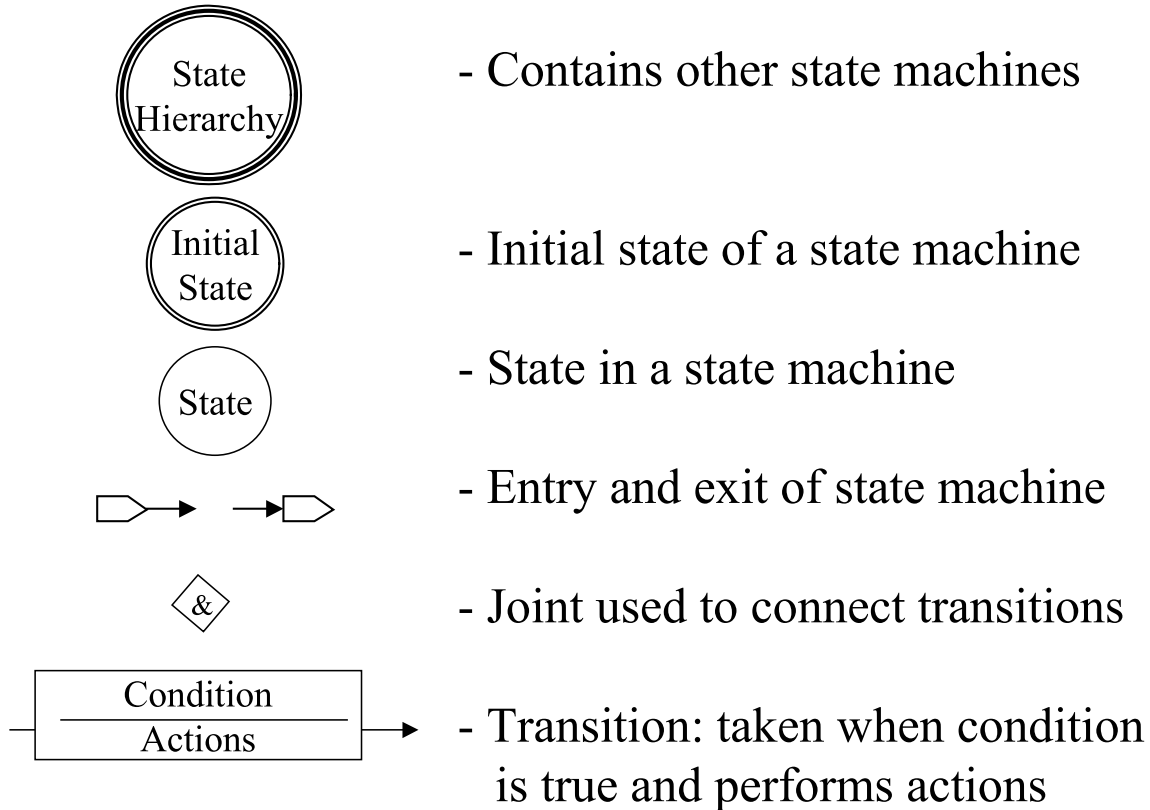 State
Hierarchy
- Contains other state machines
Initial
State
- Initial state of a state machine
State
- State in a state machine
- Entry and exit of state machine
&
- Joint used to connect transitions
Condition
Actions
- Transition: taken when condition
is true and performs actions